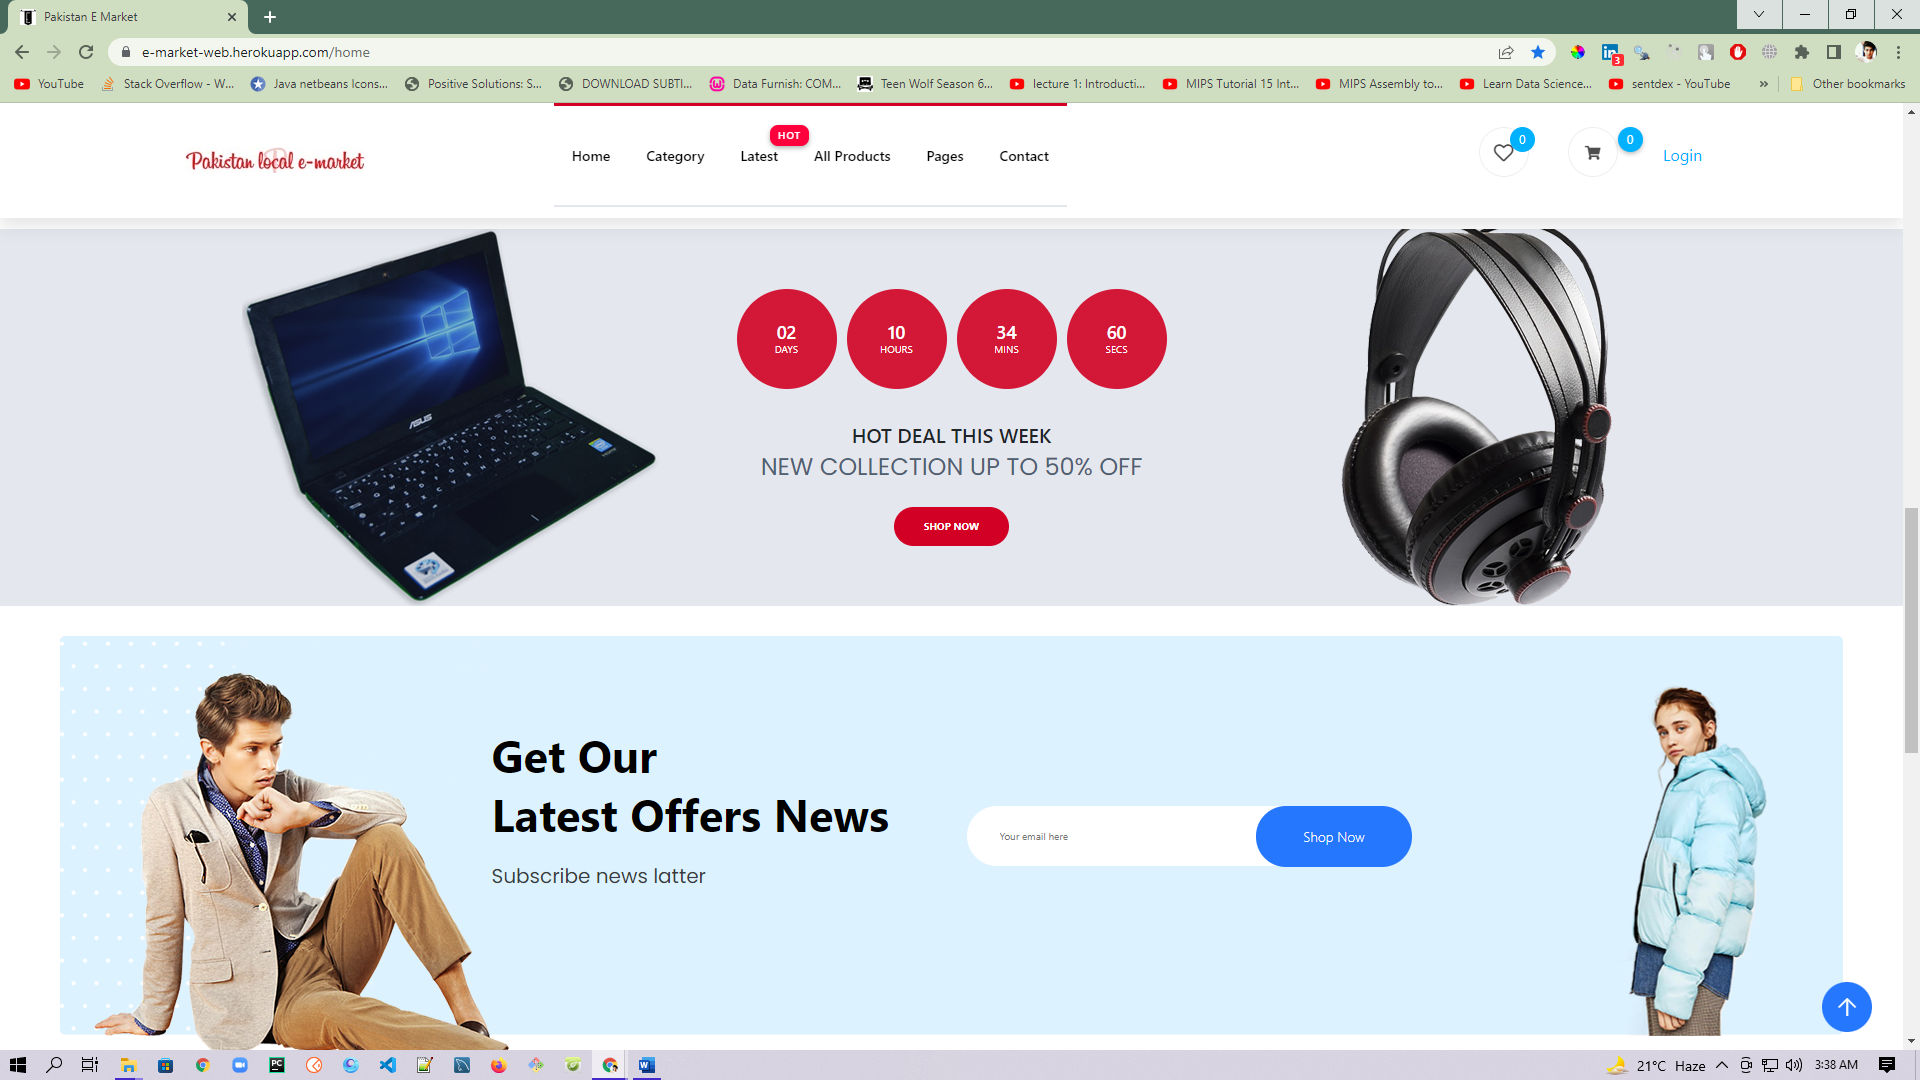 Pakistan E Market
e-market-web.herokuapp.com/home
3
YouTube
Stack Overflow - W...
Java netbeans Icons...
Positive Solutions: S...
DOWNLOAD SUBTI...
Data Furnish: COM...
Teen Wolf Season 6...
lecture 1: Introducti...
MIPS Tutorial 15 Int...
MIPS Assembly to...
Learn Data Science...
sentdex - YouTube
»
Other bookmarks
Pakistan local e-market
Home
Category
Latest
HOT
All Products
Pages
Contact
0
0
Login
ASUS
02
DAYS
10
HOURS
34
MINS
60
SECS
HOT DEAL THIS WEEK
NEW COLLECTION UP TO 50% OFF
SHOP NOW
Get Our
Latest Offers News
Subscribe news latter
Your email here
Shop Now
21°C Haze
3:38 AM